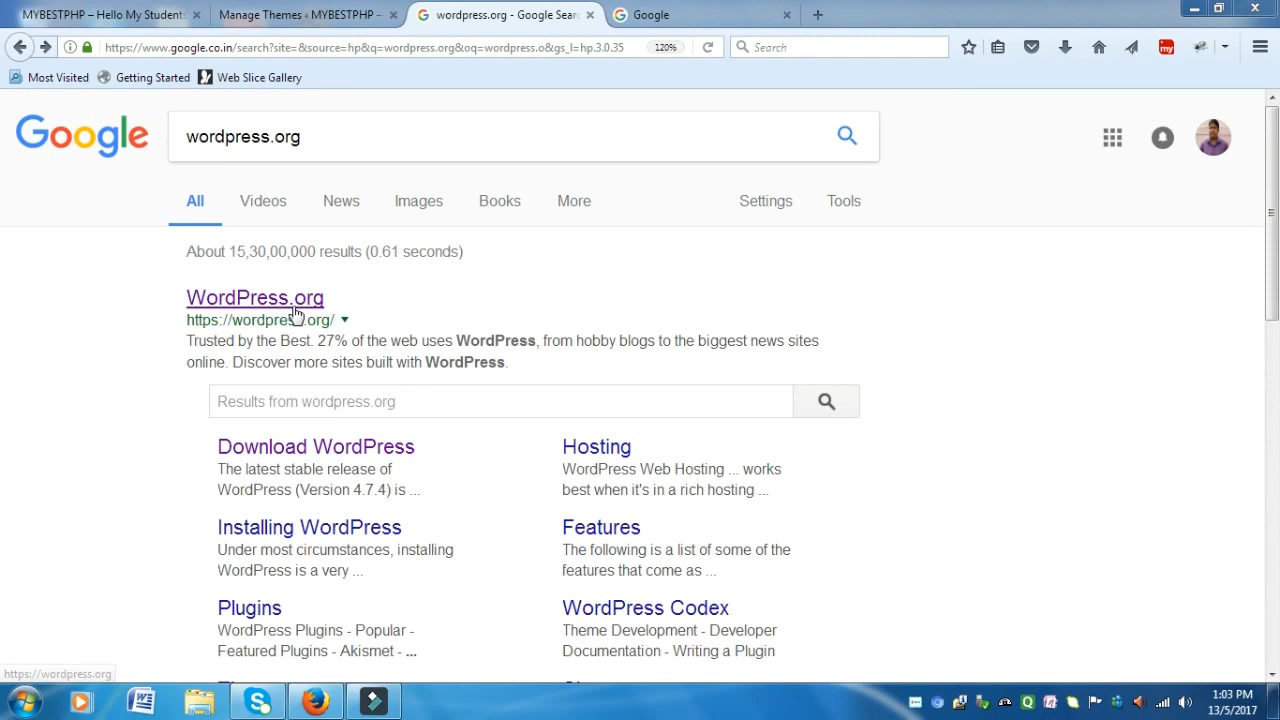 MYBESTPHP – Hello My Student
Manage Themes ‹ MYBESTPHP —
wordpress.org - Google Sear
Google
https://www.google.co.in/search?site=&source=hp&q=wordpress.org&oq=wordpress.o&gs_l=hp.3.0.35
120%
Search
my
Most Visited
Getting Started
Web Slice Gallery
Google
wordpress.org
All
Videos
News
Images
Books
More
Settings
Tools
About 15,30,00,000 results (0.61 seconds)
WordPress.org
https://wordpress.org/
Trusted by the Best. 27% of the web uses WordPress, from hobby blogs to the biggest news sites
online. Discover more sites built with WordPress.
Results from wordpress.org
Download WordPress
The latest stable release of
WordPress (Version 4.7.4) is ...
Hosting
WordPress Web Hosting ... works
best when it's in a rich hosting ...
Installing WordPress
Under most circumstances, installing
WordPress is a very ...
Features
The following is a list of some of the
features that come as ...
Plugins
WordPress Plugins - Popular -
Featured Plugins - Akismet - ...
WordPress Codex
Theme Development - Developer
Documentation - Writing a Plugin
https://wordpress.org
1:03 PM
13/5/2017